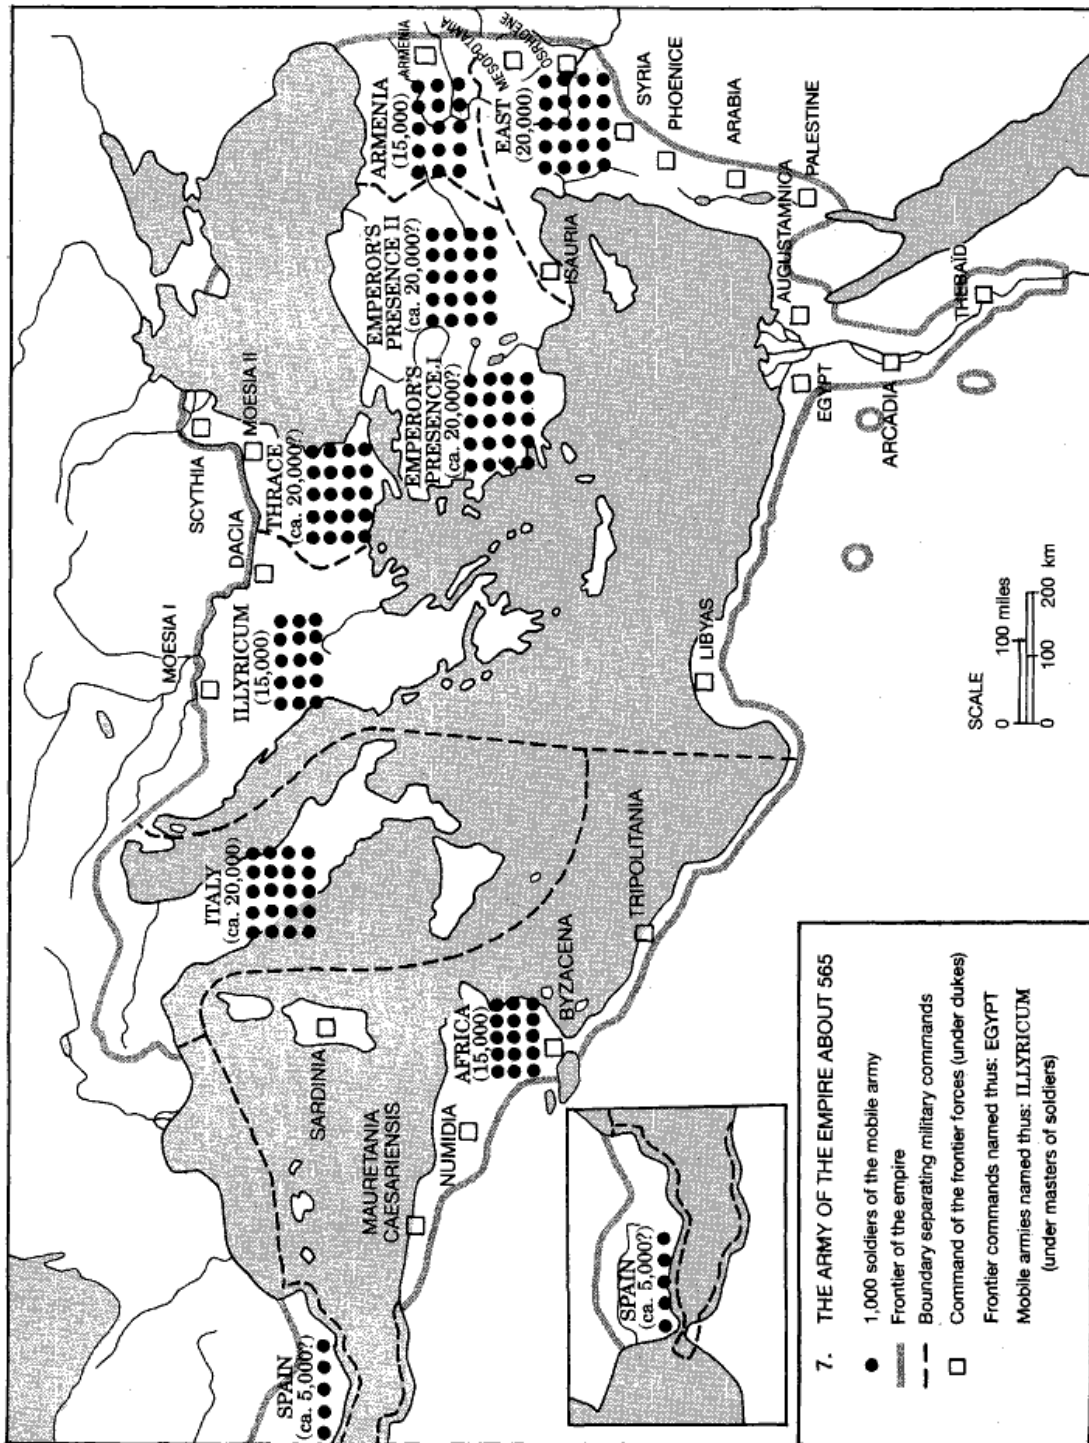 SPAIN
(ca. 5,000?)
MAURETANIA
CAESARIENSIS
NUMIDIA
SARDINIA
AFRICA
(15,000)
BYZACENA
TRIPOLITANIA
ITALY
(ca. 20,000)
MOESIA I
ILLYRICUM
(15,000)
DACIA
SCYTHIA
MOESIA II
THRACE
(ca. 20,000?)
EMPEROR'S
PRESENCE I
(ca. 20,000?)
EMPEROR'S
PRESENCE II
(ca. 20,000?)
ARMENIA
(15,000)
ARMENIA
MESOPOTAMIA
OSRHOENE
EAST
(20,000)
ISAURIA
SYRIA
PHOENICE
ARABIA
PALESTINE
AUGUSTAMNICA
EGYPT
ARCADIA
THEBAÏD
LIBYAS
SCALE
0 100 miles
0 100 200 km
SPAIN
(ca. 5,000?)
7. THE ARMY OF THE EMPIRE ABOUT 565
1,000 soldiers of the mobile army
Frontier of the empire
Boundary separating military commands
Command of the frontier forces (under dukes)
Frontier commands named thus: EGYPT
Mobile armies named thus: ILLYRICUM
(under masters of soldiers)